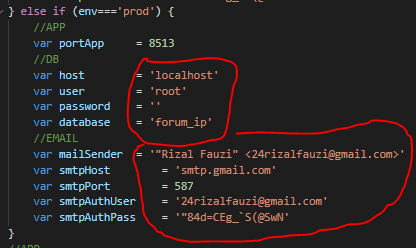 } else if (env==='prod') {
//APP
var portApp = 8513
//DB
var host = 'localhost'
var user = 'root'
var password = ''
var database = 'forum_ip'
//EMAIL
var mailSender = '"Rizal Fauzi" <24rizalfauzi@gmail.com>'
var smtpHost = 'smtp.gmail.com'
var smtpPort = 587
var smtpAuthUser = '24rizalfauzi@gmail.com'
var smtpAuthPass = '"84d=CEg_`S(@5wN'
}